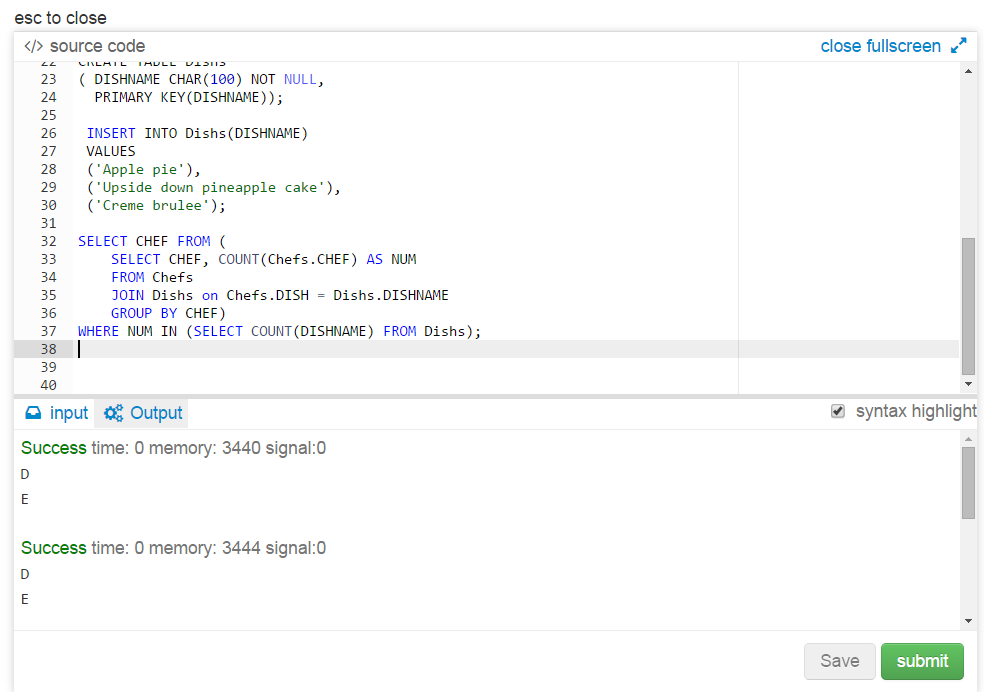 esc to close
</> source code close fullscreen
22 CREATE TABLE Dishs
23 ( DISHNAME CHAR(100) NOT NULL,
24 PRIMARY KEY(DISHNAME));
25
26 INSERT INTO Dishs(DISHNAME)
27 VALUES
28 ('Apple pie'),
29 ('Upside down pineapple cake'),
30 ('Creme brulee');
31
32 SELECT CHEF FROM (
33 SELECT CHEF, COUNT(Chefs.CHEF) AS NUM
34 FROM Chefs
35 JOIN Dishs on Chefs.DISH = Dishs.DISHNAME
36 GROUP BY CHEF)
37 WHERE NUM IN (SELECT COUNT(DISHNAME) FROM Dishs);
38
39
40
input Output syntax highlight
Success time: 0 memory: 3440 signal:0
D
E
Success time: 0 memory: 3444 signal:0
D
E
Save submit